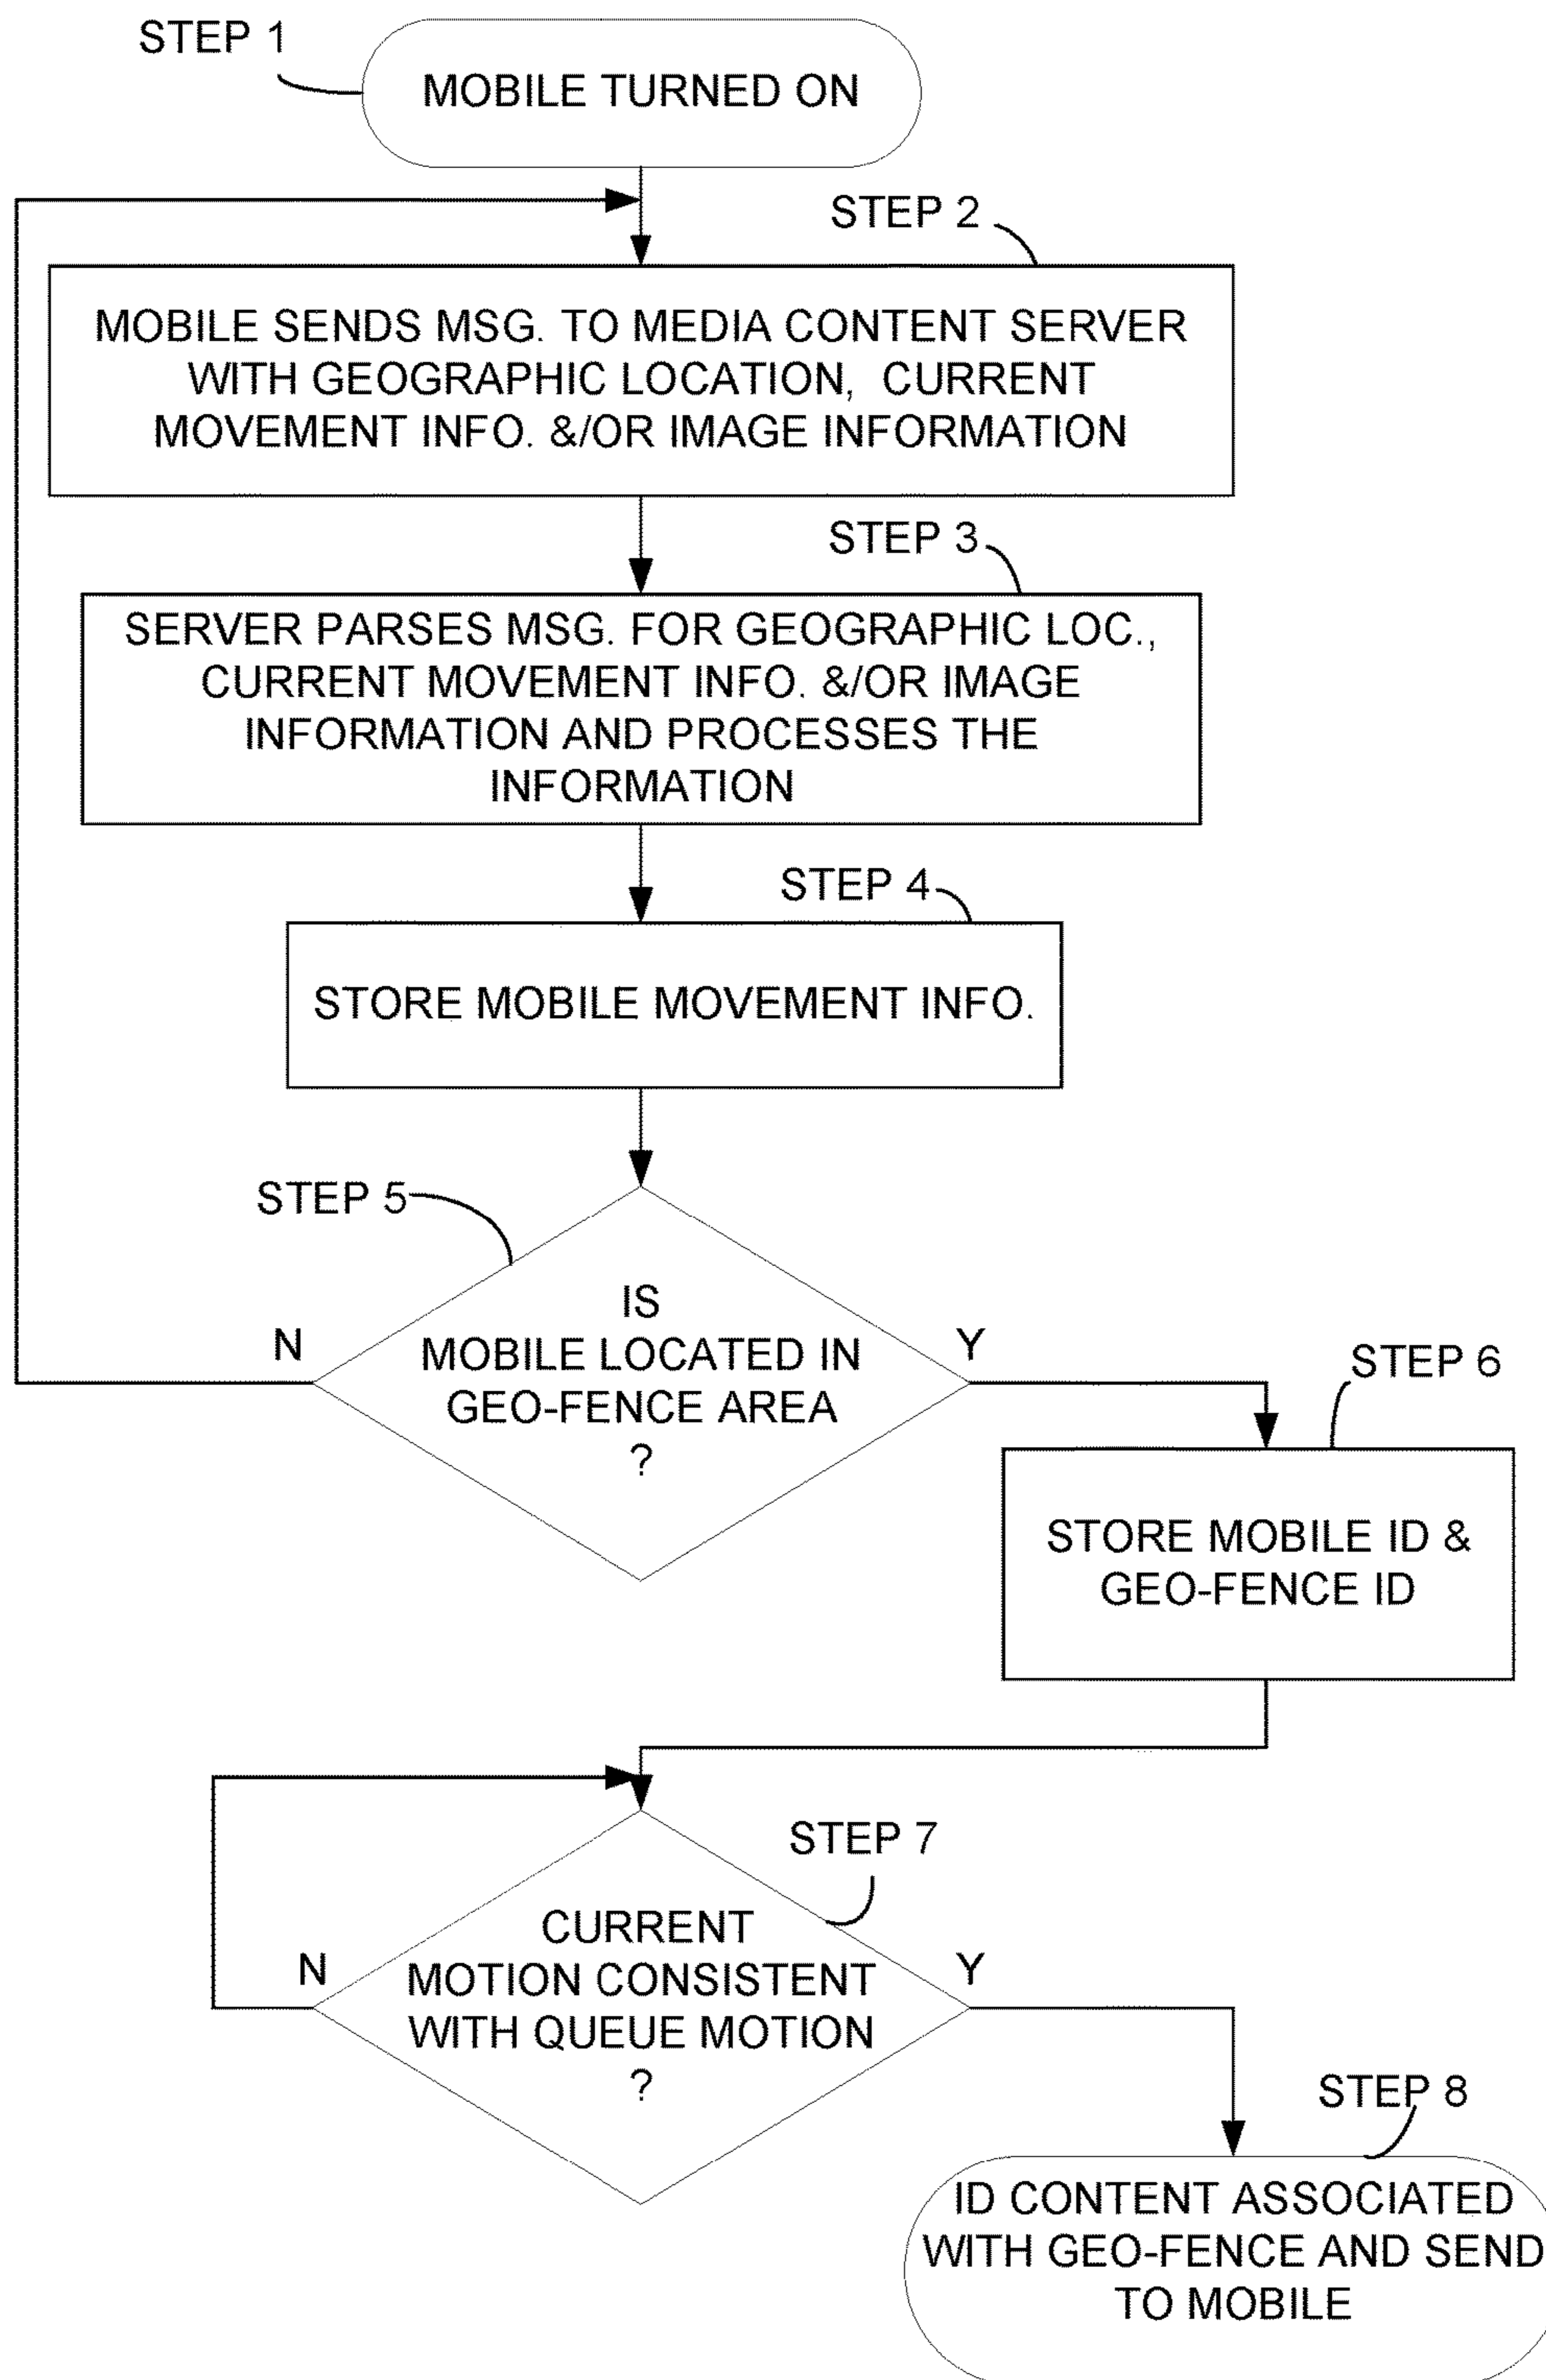 STEP 1
MOBILE TURNED ON
STEP 2
MOBILE SENDS MSG. TO MEDIA CONTENT SERVER
WITH GEOGRAPHIC LOCATION, CURRENT
MOVEMENT INFO. &/OR IMAGE INFORMATION
STEP 3
SERVER PARSES MSG. FOR GEOGRAPHIC LOC.,
CURRENT MOVEMENT INFO. &/OR IMAGE
INFORMATION AND PROCESSES THE
INFORMATION
STEP 4
STORE MOBILE MOVEMENT INFO.
STEP 5
IS
MOBILE LOCATED IN
GEO-FENCE AREA
?
N
Y
STEP 6
STORE MOBILE ID &
GEO-FENCE ID
STEP 7
CURRENT
MOTION CONSISTENT
WITH QUEUE MOTION
?
N
Y
STEP 8
ID CONTENT ASSOCIATED
WITH GEO-FENCE AND SEND
TO MOBILE